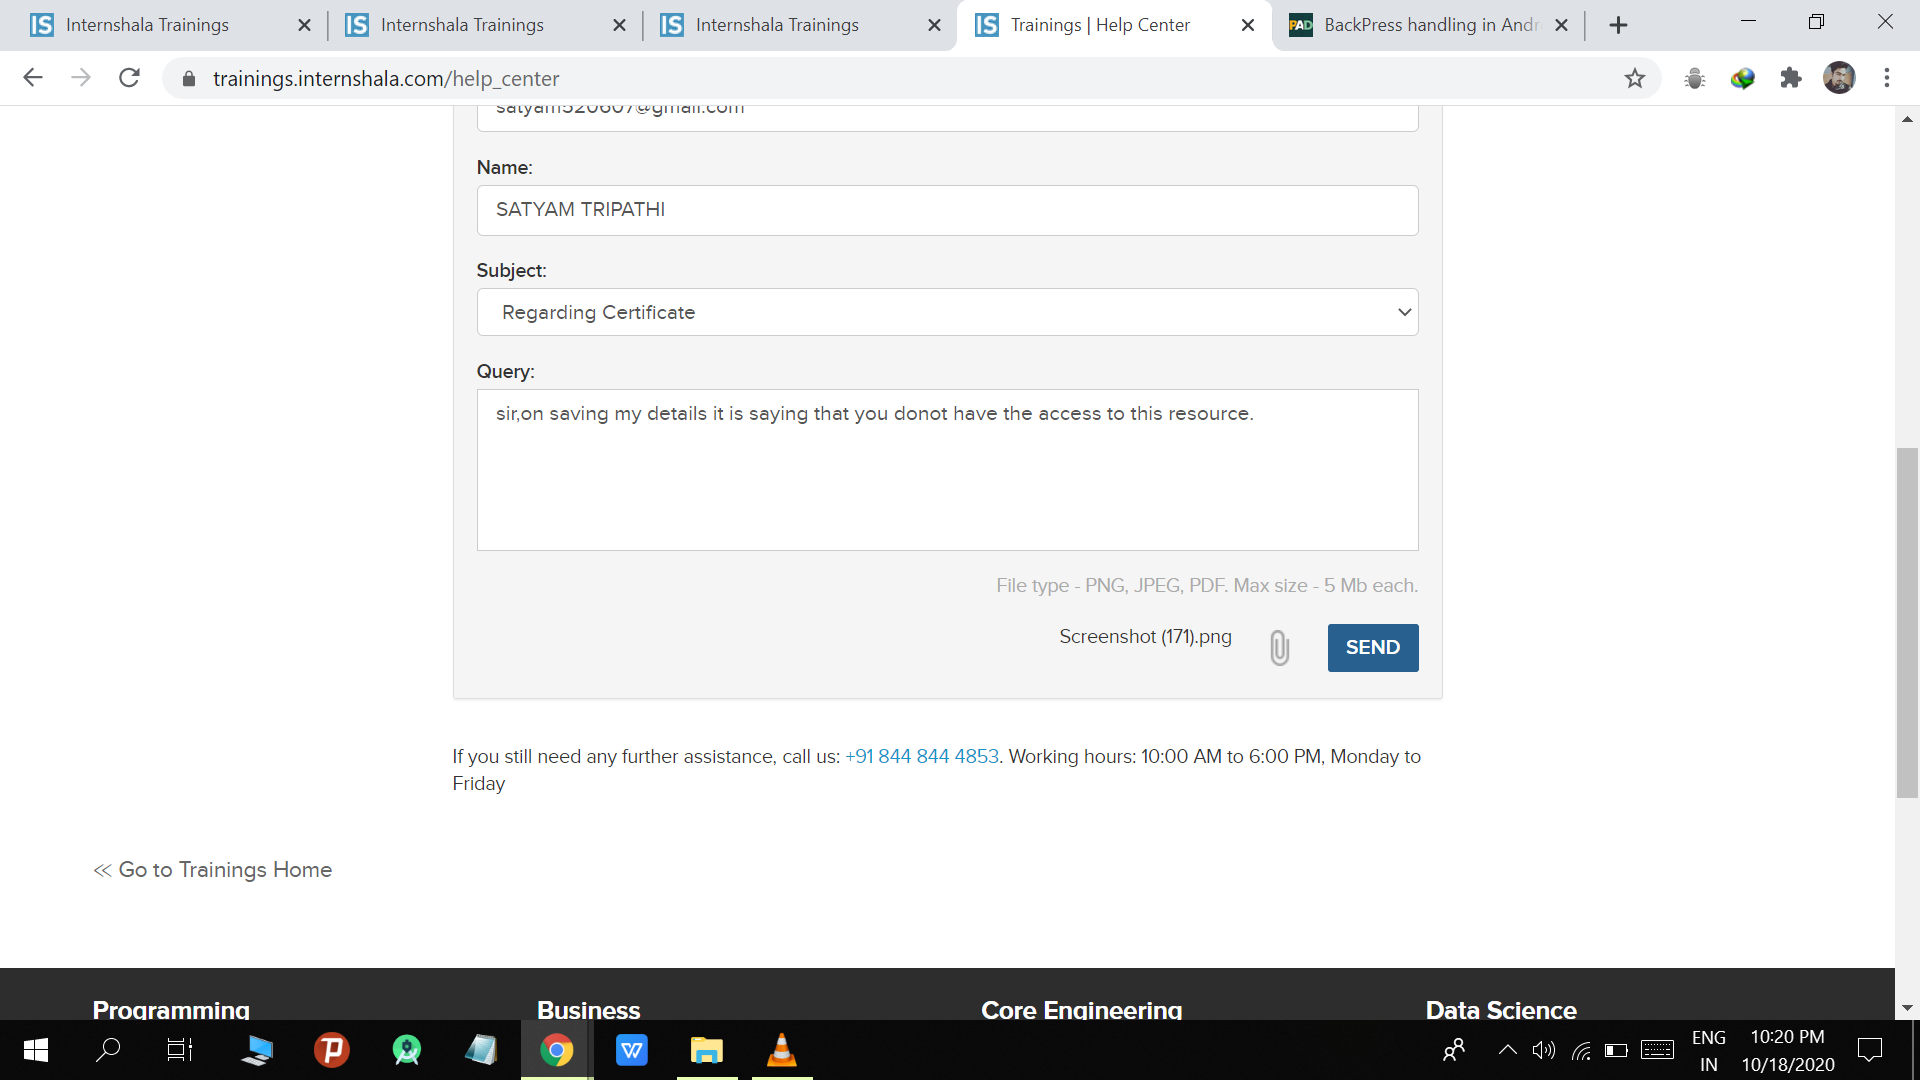 Internshala Trainings
Internshala Trainings
Internshala Trainings
Trainings | Help Center
BackPress handling in Andr
trainings.internshala.com/help_center
satyam520607@gmail.com
Name:
SATYAM TRIPATHI
Subject:
Regarding Certificate
Query:
sir,on saving my details it is saying that you donot have the access to this resource.
File type - PNG, JPEG, PDF. Max size - 5 Mb each.
Screenshot (171).png
SEND
If you still need any further assistance, call us: +91 844 844 4853. Working hours: 10:00 AM to 6:00 PM, Monday to
Friday
<< Go to Trainings Home
Programming
Business
Core Engineering
Data Science
ENG
IN
10:20 PM
10/18/2020